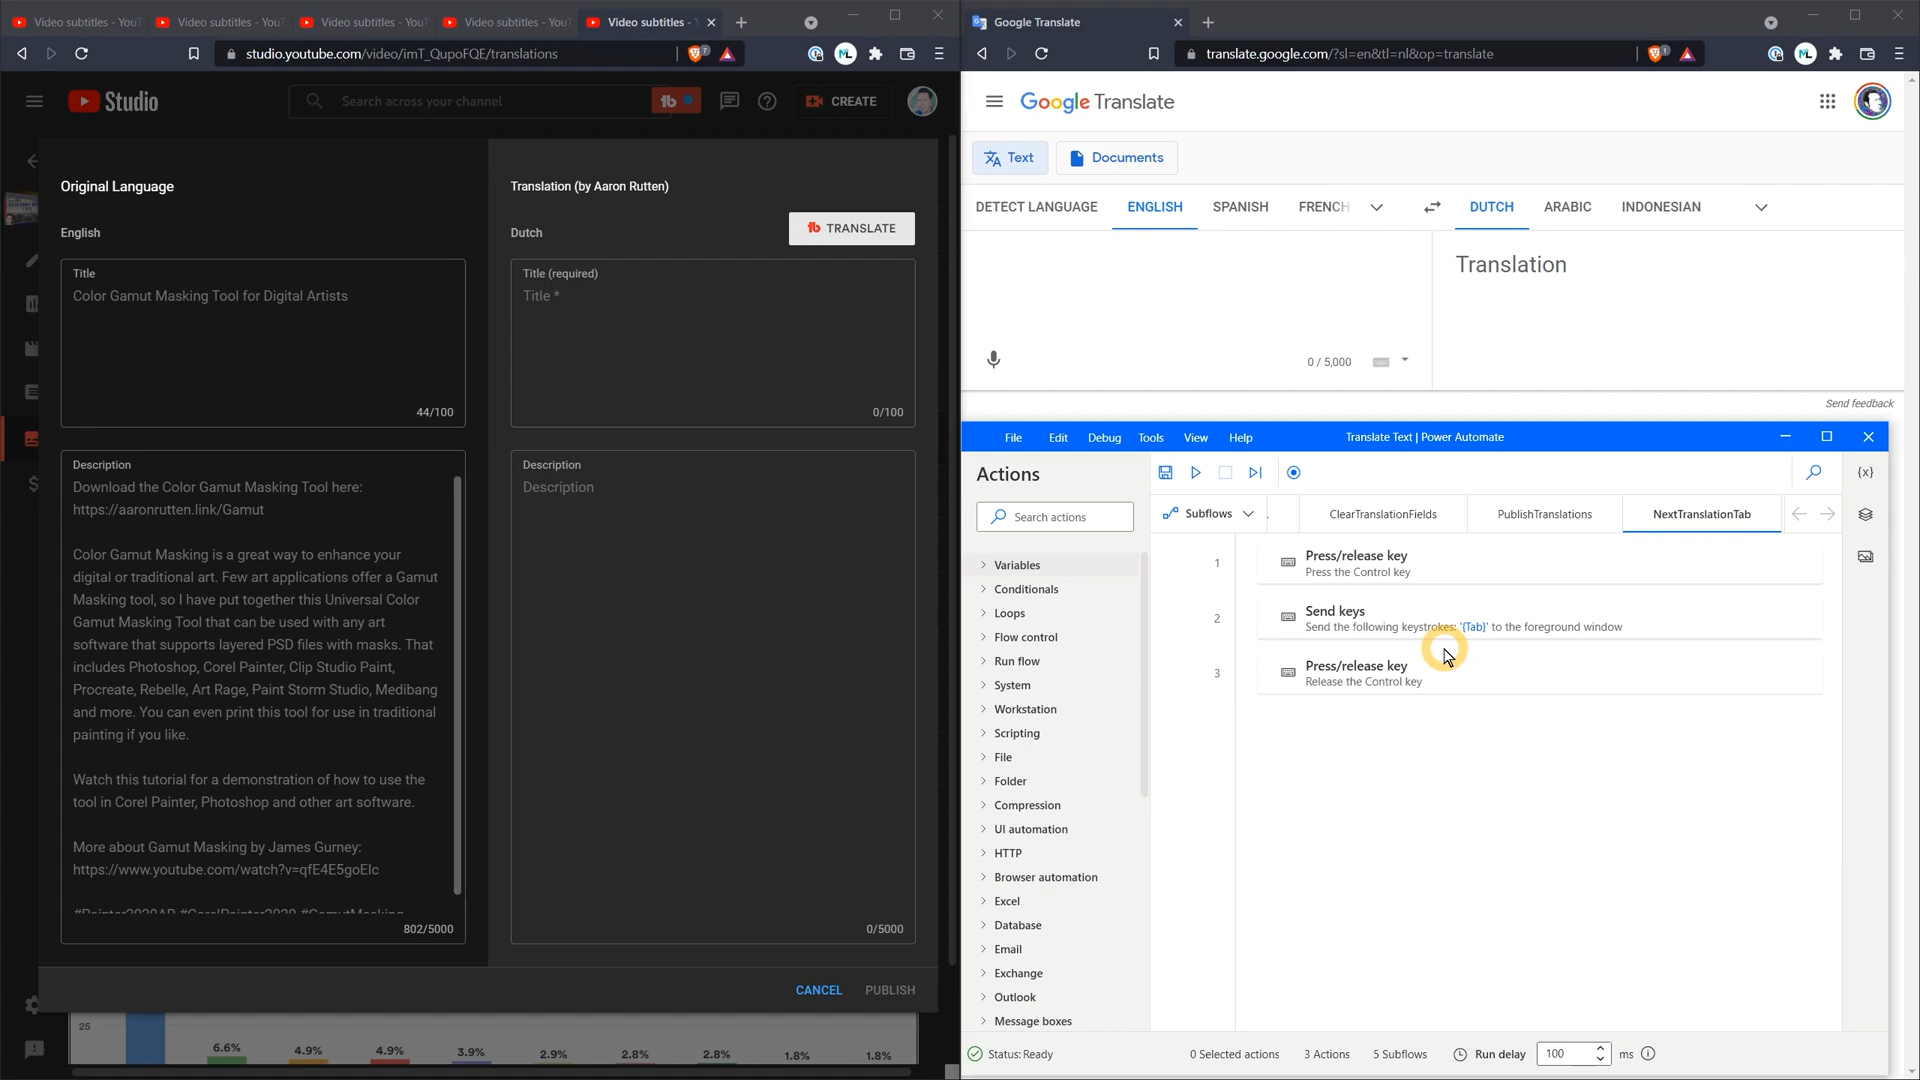 Video subtitles - YouT
Video subtitles - YouT
Video subtitles - YouT
Video subtitles - YouT
Video subtitles - Y
studio.youtube.com/video/imT_QupoFQE/translations
7
ML
Studio
Search across your channel
tb
CREATE
Original Language
English
Title
Color Gamut Masking Tool for Digital Artists
44/100
Description
Download the Color Gamut Masking Tool here:
https://aaronrutten.link/Gamut
Color Gamut Masking is a great way to enhance your
digital or traditional art. Few art applications offer a Gamut
Masking tool, so I have put together this Universal Color
Gamut Masking Tool that can be used with any art
software that supports layered PSD files with masks. That
includes Photoshop, Corel Painter, Clip Studio Paint,
Procreate, Rebelle, Art Rage, Paint Storm Studio, Medibang
and more. You can even print this tool for use in traditional
painting if you like.
Watch this tutorial for a demonstration of how to use the
tool in Corel Painter, Photoshop and other art software.
More about Gamut Masking by James Gurney:
https://www.youtube.com/watch?v=qfE4E5goElc
#Painter2020AR #CorelPainter2020 #GamutMasking
802/5000
Translation (by Aaron Rutten)
Dutch
tb TRANSLATE
Title (required)
Title *
0/100
Description
Description
0/5000
CANCEL
PUBLISH
25
6.6%
4.9%
4.9%
3.9%
2.9%
2.8%
2.8%
1.8%
1.8%
Google Translate
translate.google.com/?sl=en&tl=nl&op=translate
1
ML
Google Translate
Text
Documents
DETECT LANGUAGE
ENGLISH
SPANISH
FRENCH
DUTCH
ARABIC
INDONESIAN
Translation
0 / 5,000
Send feedback
File
Edit
Debug
Tools
View
Help
Translate Text | Power Automate
Actions
Search actions
Variables
Conditionals
Loops
Flow control
Run flow
System
Workstation
Scripting
File
Folder
Compression
UI automation
HTTP
Browser automation
Excel
Database
Email
Exchange
Outlook
Message boxes
{x}
Subflows
ClearTranslationFields
PublishTranslations
NextTranslationTab
1
Press/release key
Press the Control key
2
Send keys
Send the following keystrokes: '{Tab}' to the foreground window
3
Press/release key
Release the Control key
Status: Ready
0 Selected actions
3 Actions
5 Subflows
Run delay
100
ms